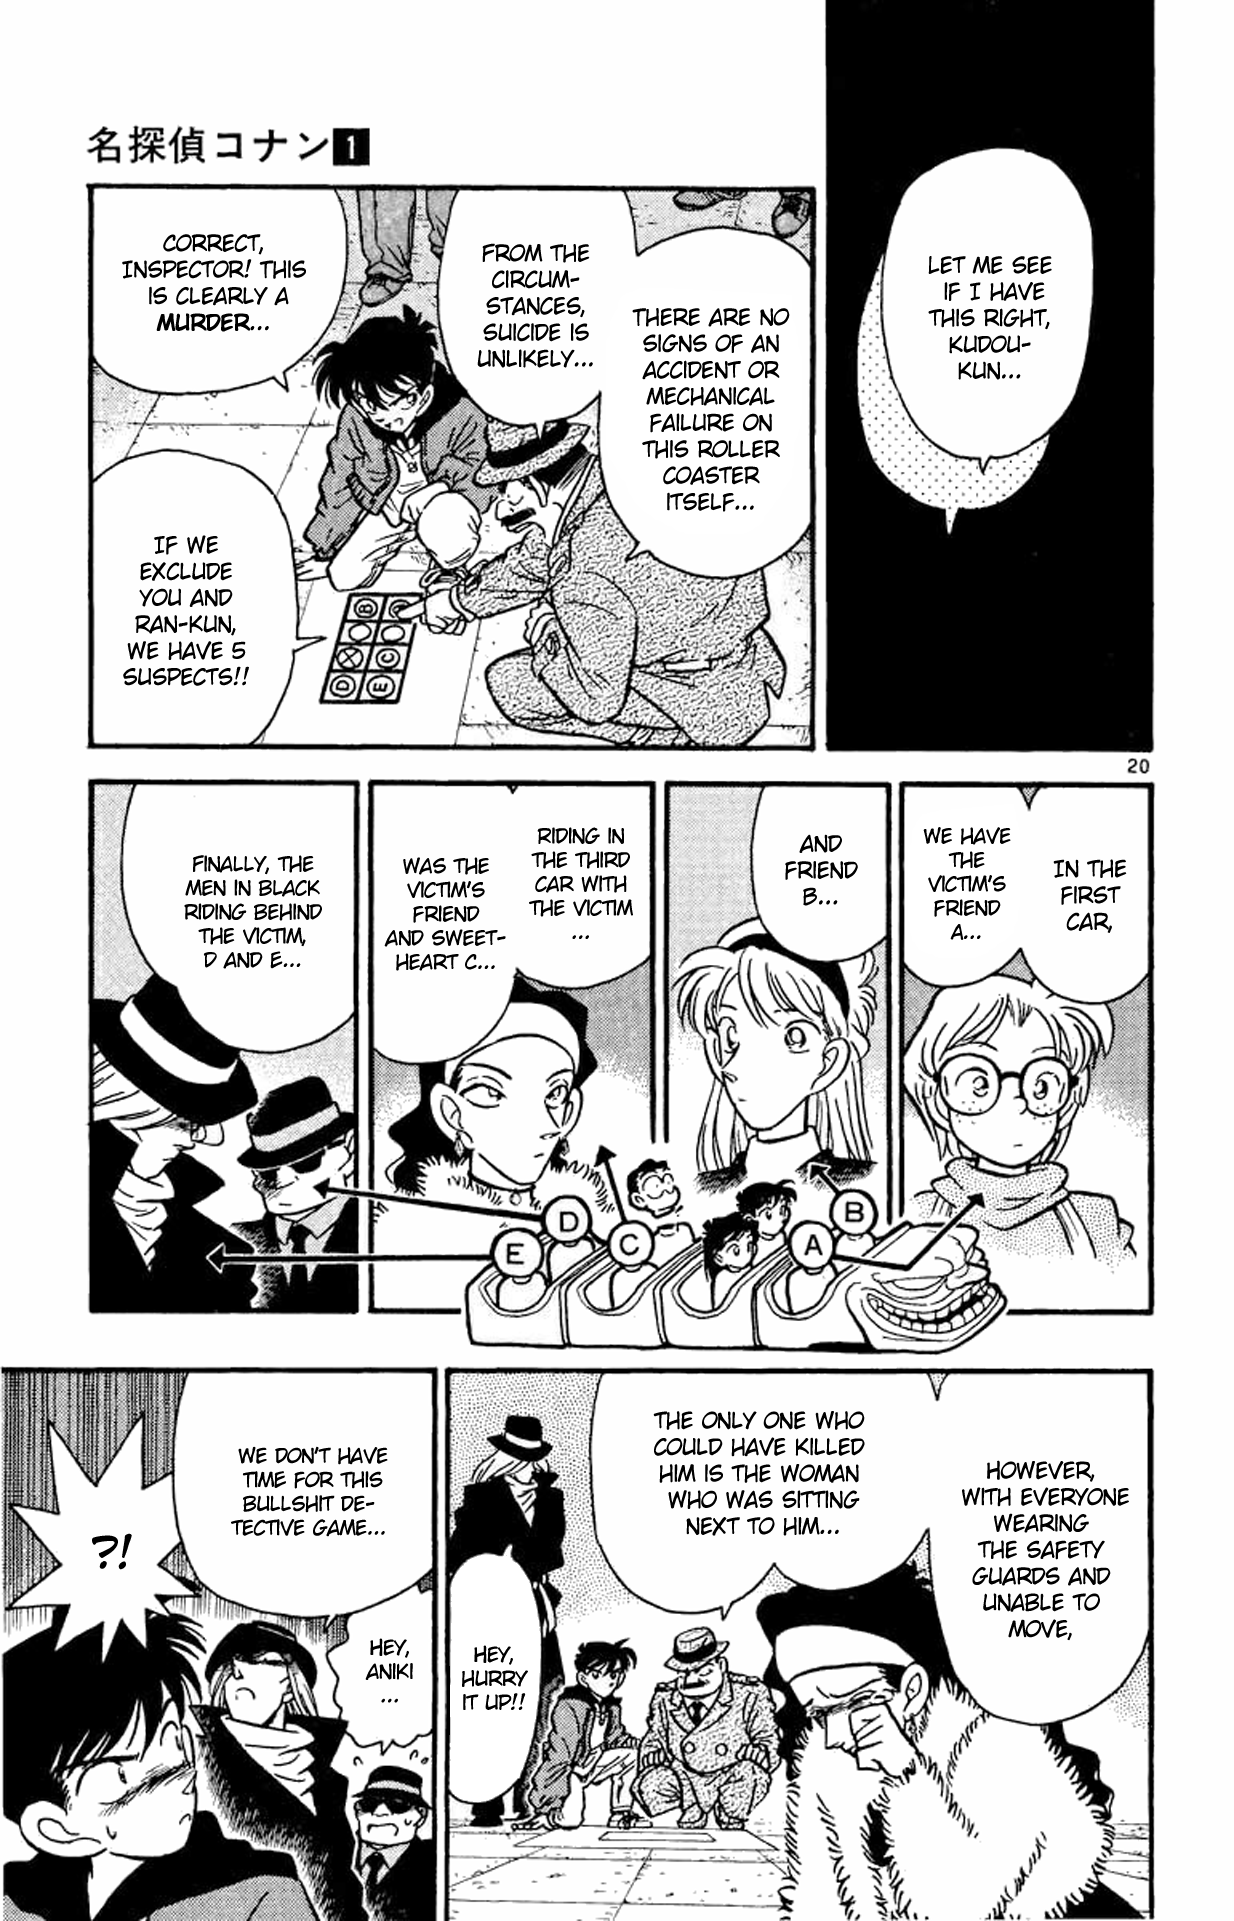 名探偵コナン1
LET ME SEE
IF I HAVE
THIS RIGHT,
KUDOU-
KUN...
THERE ARE NO
SIGNS OF AN
ACCIDENT OR
MECHANICAL
FAILURE ON
THIS ROLLER
COASTER
ITSELF...
FROM THE
CIRCUM-
STANCES,
SUICIDE IS
UNLIKELY...
CORRECT,
INSPECTOR! THIS
IS CLEARLY A
MURDER...
IF WE
EXCLUDE
YOU AND
RAN-KUN,
WE HAVE 5
SUSPECTS!!
B
C
D E
20
IN THE
FIRST
CAR,
WE HAVE
THE
VICTIM'S
FRIEND
A...
AND
FRIEND
B...
RIDING IN
THE THIRD
CAR WITH
THE VICTIM
...
WAS THE
VICTIM'S
FRIEND
AND SWEET-
HEART C...
FINALLY, THE
MEN IN BLACK
RIDING BEHIND
THE VICTIM,
D AND E...
B
A
C
D
E
HOWEVER,
WITH EVERYONE
WEARING
THE SAFETY
GUARDS AND
UNABLE TO
MOVE,
THE ONLY ONE WHO
COULD HAVE KILLED
HIM IS THE WOMAN
WHO WAS SITTING
NEXT TO HIM...
HEY,
HURRY
IT UP!!
WE DON'T HAVE
TIME FOR THIS
BULLSHIT DE-
TECTIVE GAME...
HEY,
ANIKI
...
?!